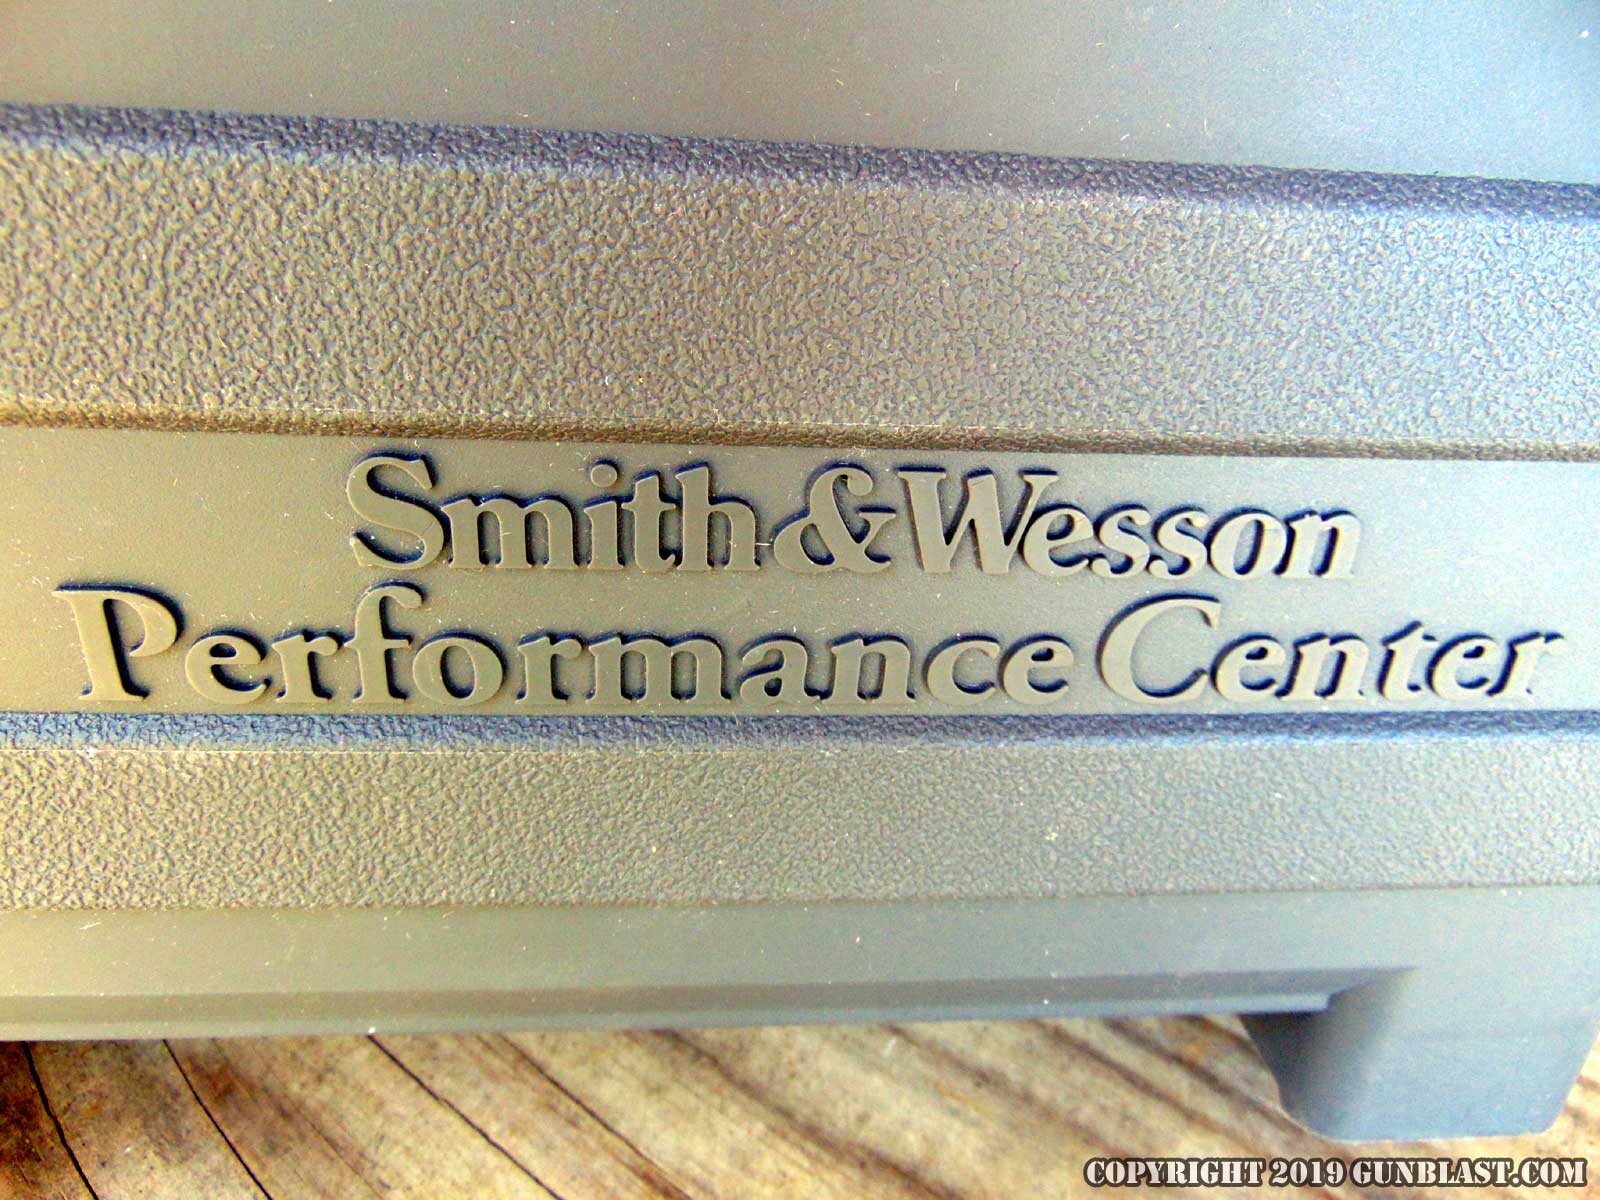 Smith & Wesson
Performance Center
COPYRIGHT 2019 GUNBLAST.COM